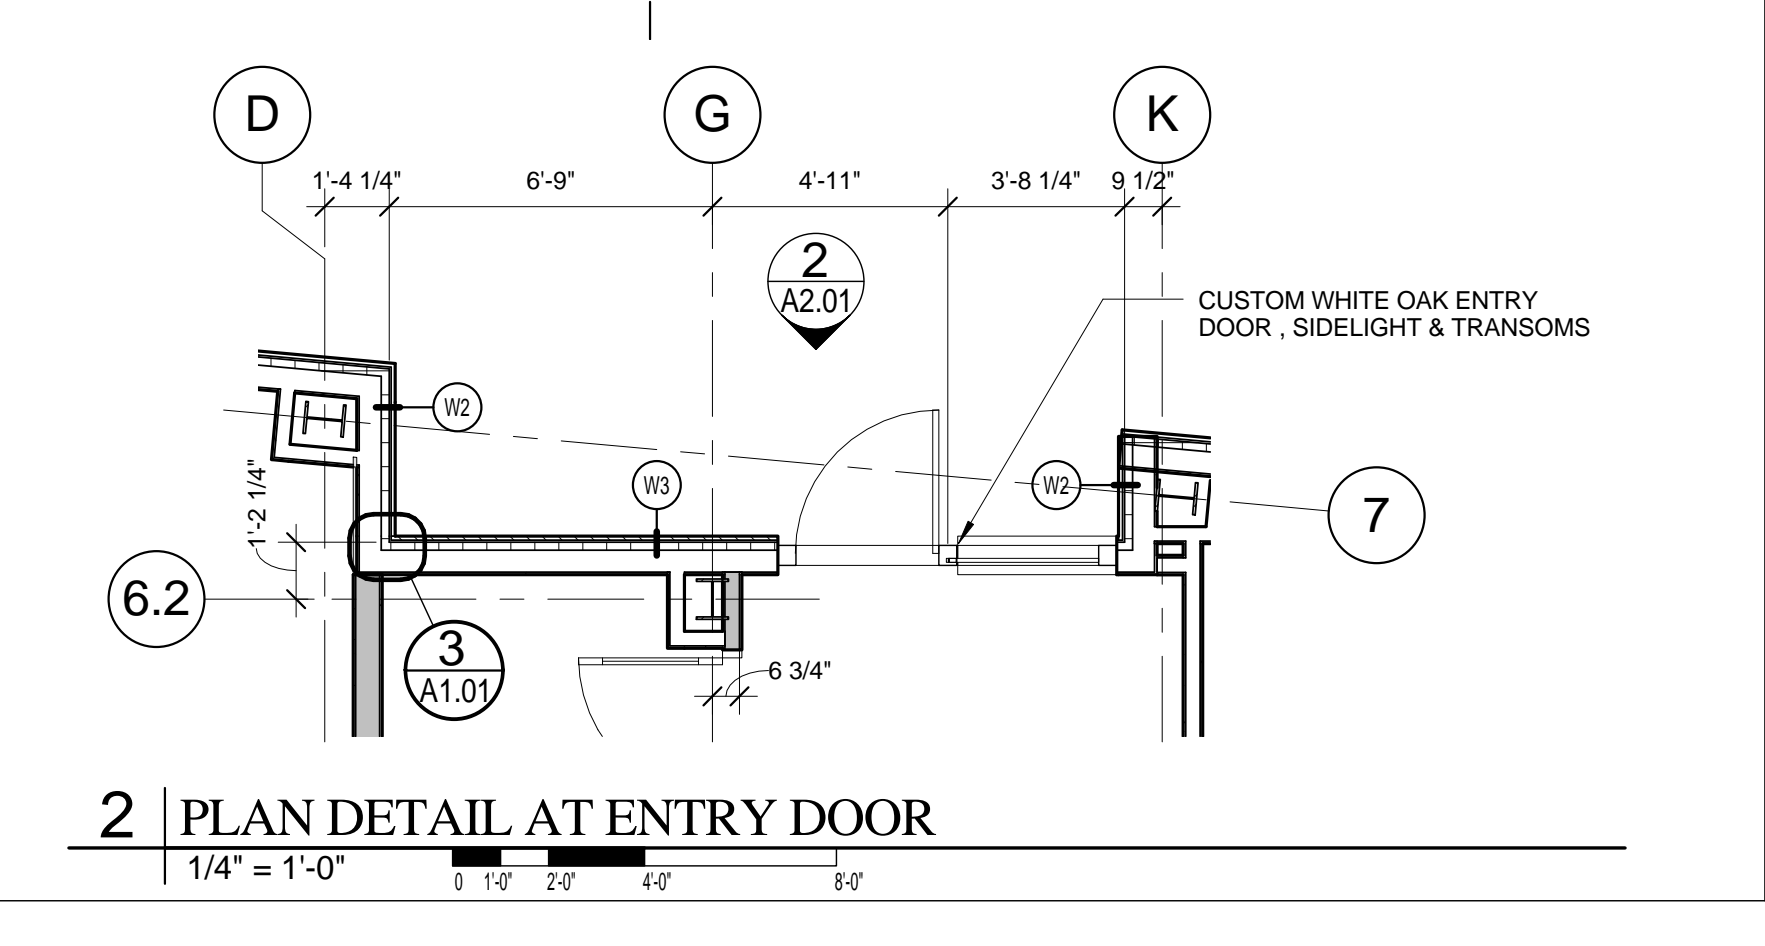 D
G
K
1'-4 1/4"
6'-9"
4'-11"
3'-8 1/4"
9 1/2"
2
A2.01
CUSTOM WHITE OAK ENTRY
DOOR , SIDELIGHT & TRANSOMS
W2
W3
W2
1'-2 1/4"
7
6.2
3
A1.01
6 3/4"
2
PLAN DETAIL AT ENTRY DOOR
1/4" = 1'-0"
0 1'-0" 2'-0" 4'-0" 8'-0"